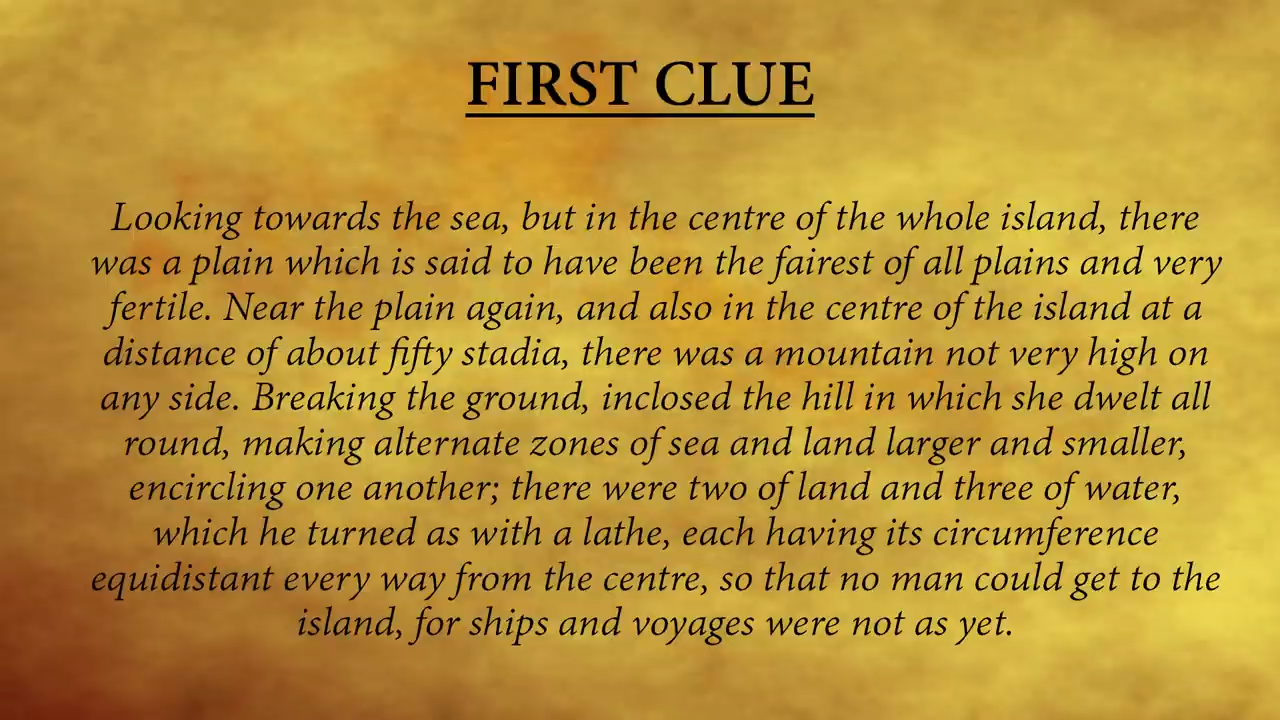 FIRST CLUE
Looking towards the sea, but in the centre of the whole island, there
was a plain which is said to have been the fairest of all plains and very
fertile. Near the plain again, and also in the centre of the island at a
distance of about fifty stadia, there was a mountain not very high on
any side. Breaking the ground, inclosed the hill in which she dwelt all
round, making alternate zones of sea and land larger and smaller,
encircling one another; there were two of land and three of water,
which he turned as with a lathe, each having its circumference
equidistant every way from the centre, so that no man could get to the
island, for ships and voyages were not as yet.